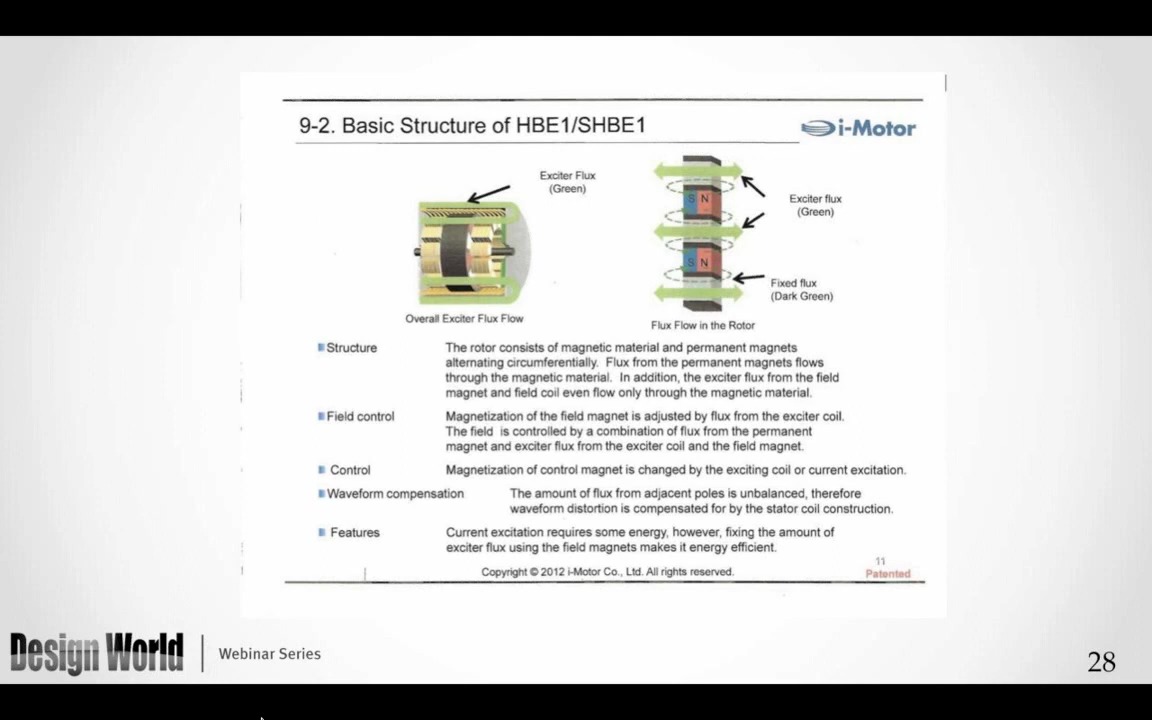 9-2. Basic Structure of HBE1/SHBE1
i-Motor
Exciter Flux
(Green)
Exciter flux
(Green)
S N
S N
Fixed flux
(Dark Green)
Overall Exciter Flux Flow
Flux Flow in the Rotor
Structure
The rotor consists of magnetic material and permanent magnets
alternating circumferentially. Flux from the permanent magnets flows
through the magnetic material. In addition, the exciter flux from the field
magnet and field coil even flow only through the magnetic material.
Field control
Magnetization of the field magnet is adjusted by flux from the exciter coil.
The field is controlled by a combination of flux from the permanent
magnet and exciter flux from the exciter coil and the field magnet.
Control
Magnetization of control magnet is changed by the exciting coil or current excitation.
Waveform compensation
The amount of flux from adjacent poles is unbalanced, therefore
waveform distortion is compensated for by the stator coil construction.
Features
Current excitation requires some energy, however, fixing the amount of
exciter flux using the field magnets makes it energy efficient.
11
Copyright © 2012 i-Motor Co., Ltd. All rights reserved.
Patented
Design World
Webinar Series
28